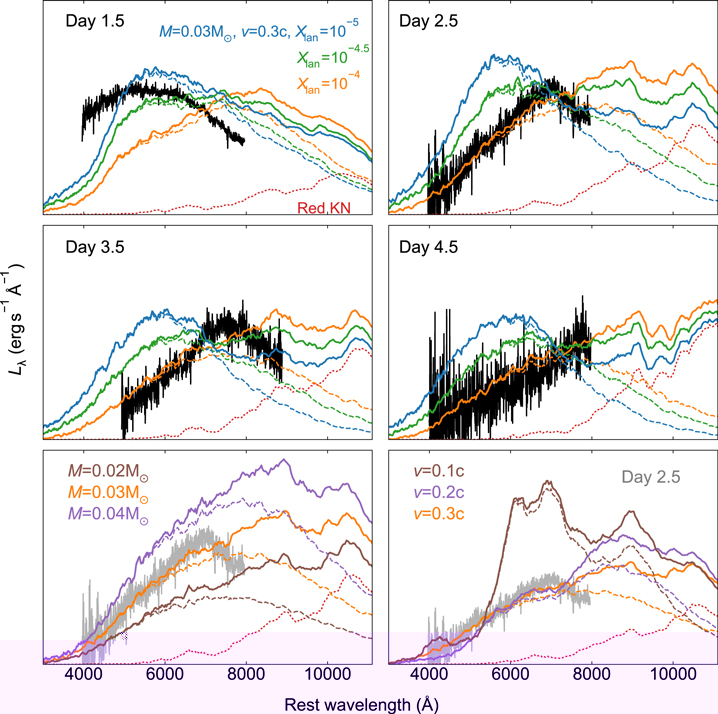 Day 1.5
M=0.03M☉, v=0.3c, Xlan=10⁻⁵
Xlan=10⁻⁴·⁵
Xlan=10⁻⁴
Red,KN
Day 2.5
Day 3.5
Day 4.5
Lλ (erg s⁻¹ Å⁻¹)
M=0.02M☉
M=0.03M☉
M=0.04M☉
v=0.1c
v=0.2c
v=0.3c
Day 2.5
4000 6000 8000 10000 4000 6000 8000 10000
Rest wavelength (Å)